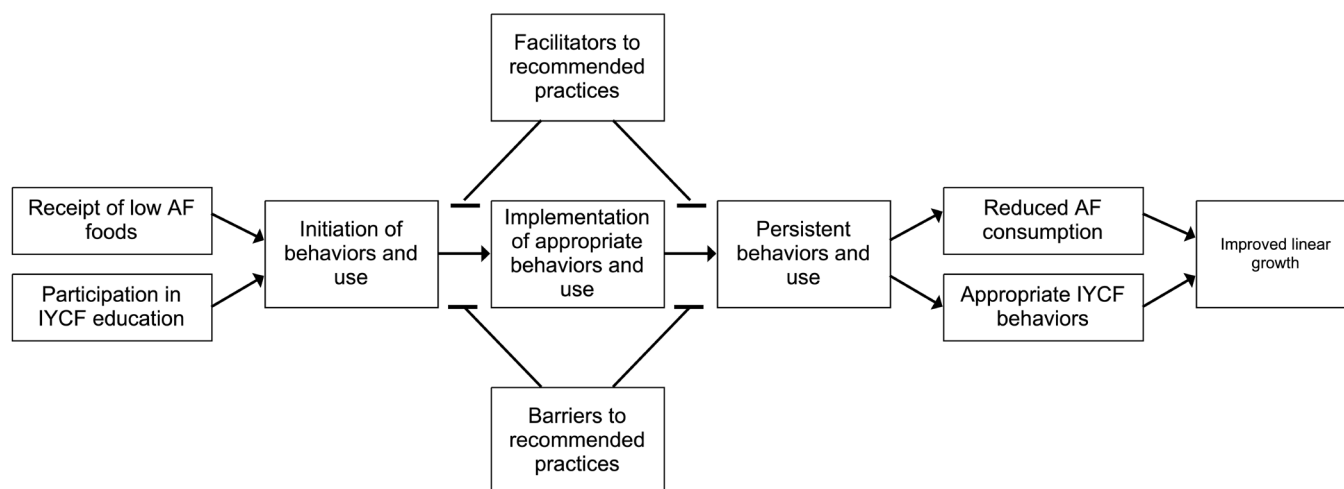 Facilitators to
recommended
practices
Receipt of low AF
foods
Participation in
IYCF education
Initiation of
behaviors and
use
Implementation
of appropriate
behaviors and
use
Persistent
behaviors and
use
Reduced AF
consumption
Appropriate IYCF
behaviors
Improved linear
growth
Barriers to
recommended
practices